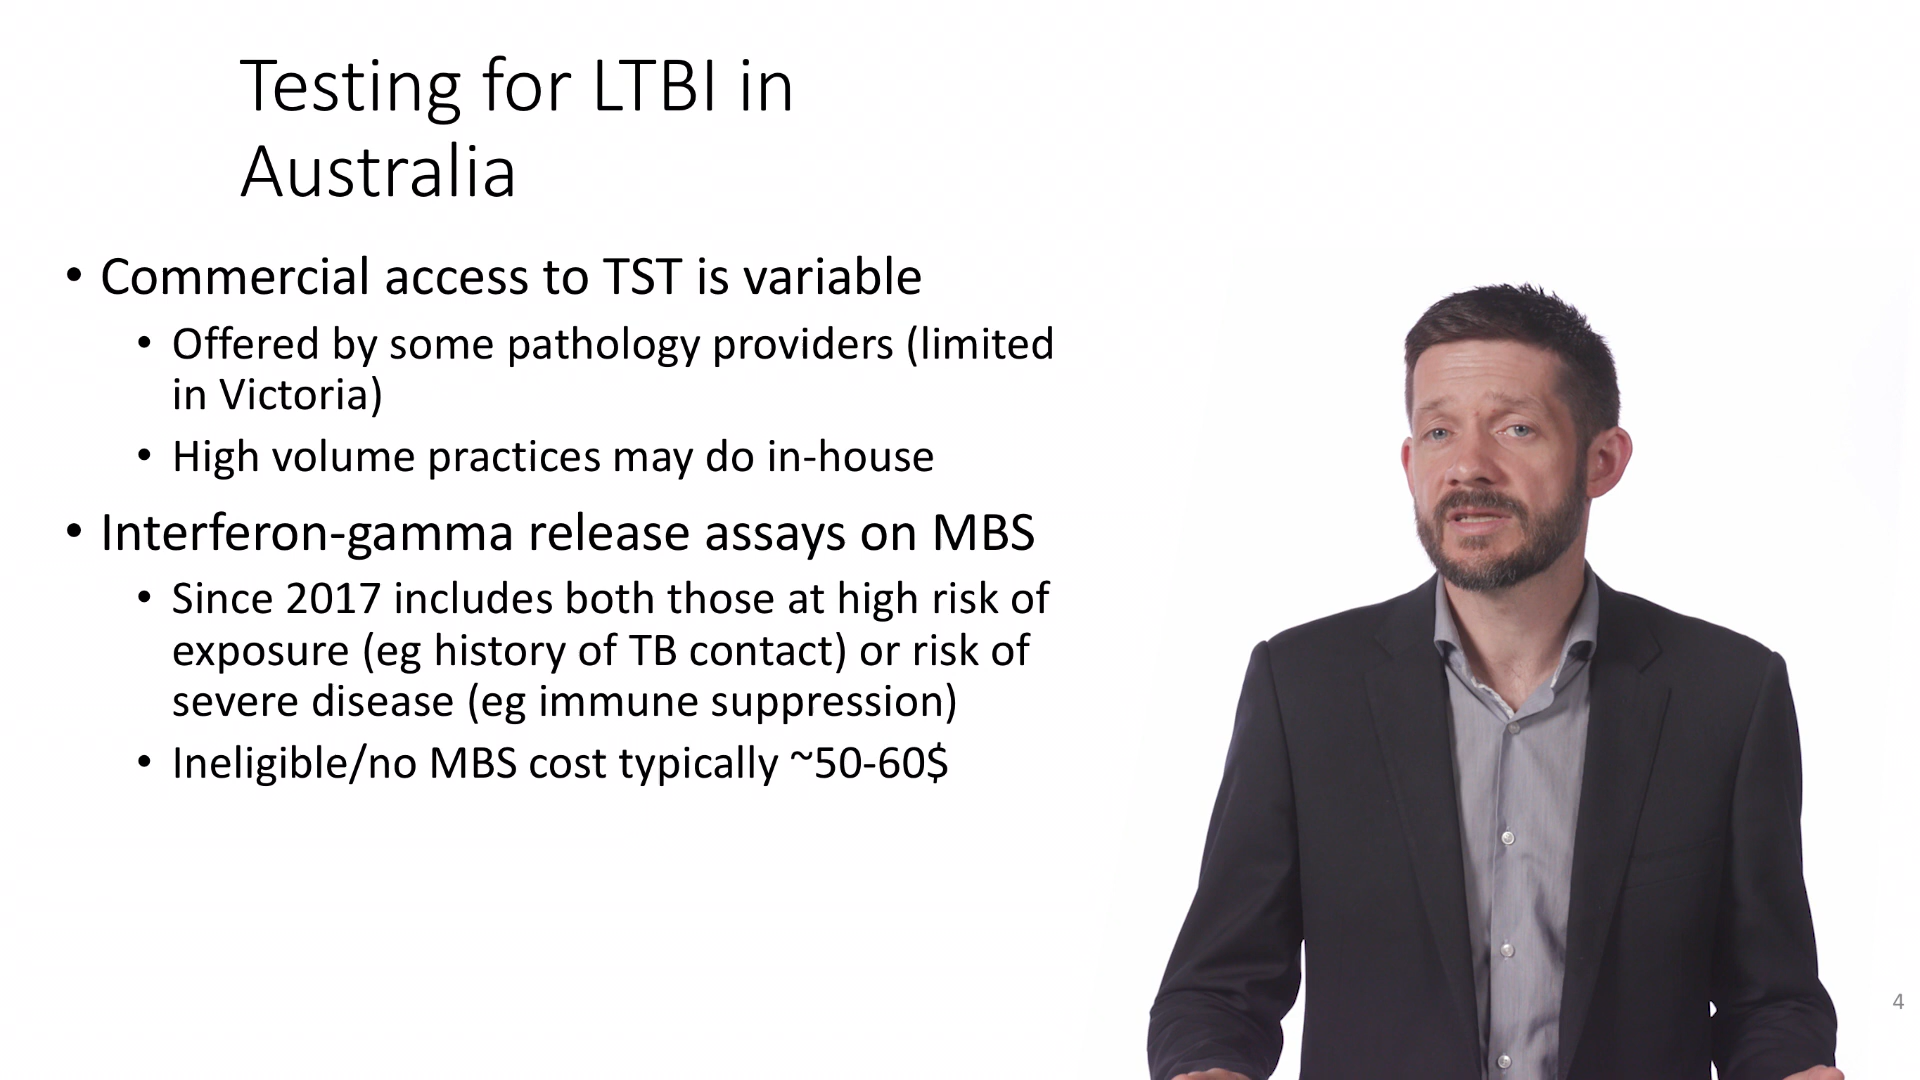 Testing for LTBI in
Australia
• Commercial access to TST is variable
• Offered by some pathology providers (limited
in Victoria)
• High volume practices may do in-house
• Interferon-gamma release assays on MBS
• Since 2017 includes both those at high risk of
exposure (eg history of TB contact) or risk of
severe disease (eg immune suppression)
• Ineligible/no MBS cost typically ~50-60$
4